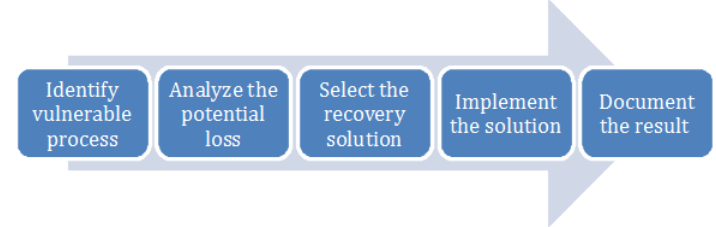 Identify
vulnerable
process
Analyze the
potential
loss
Select the
recovery
solution
Implement
the solution
Document
the result